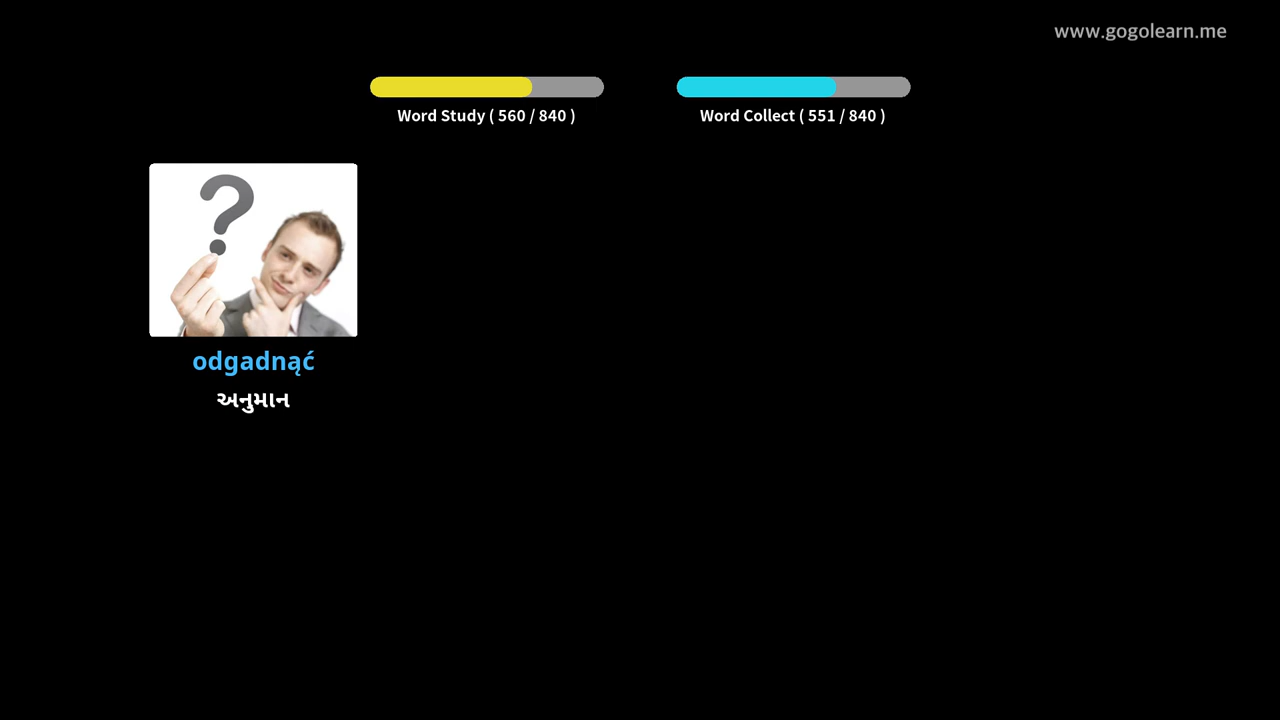 www.gogolearn.me
Word Study ( 560 / 840 )
Word Collect ( 551 / 840 )
?
odgadnąć
અનુમાન